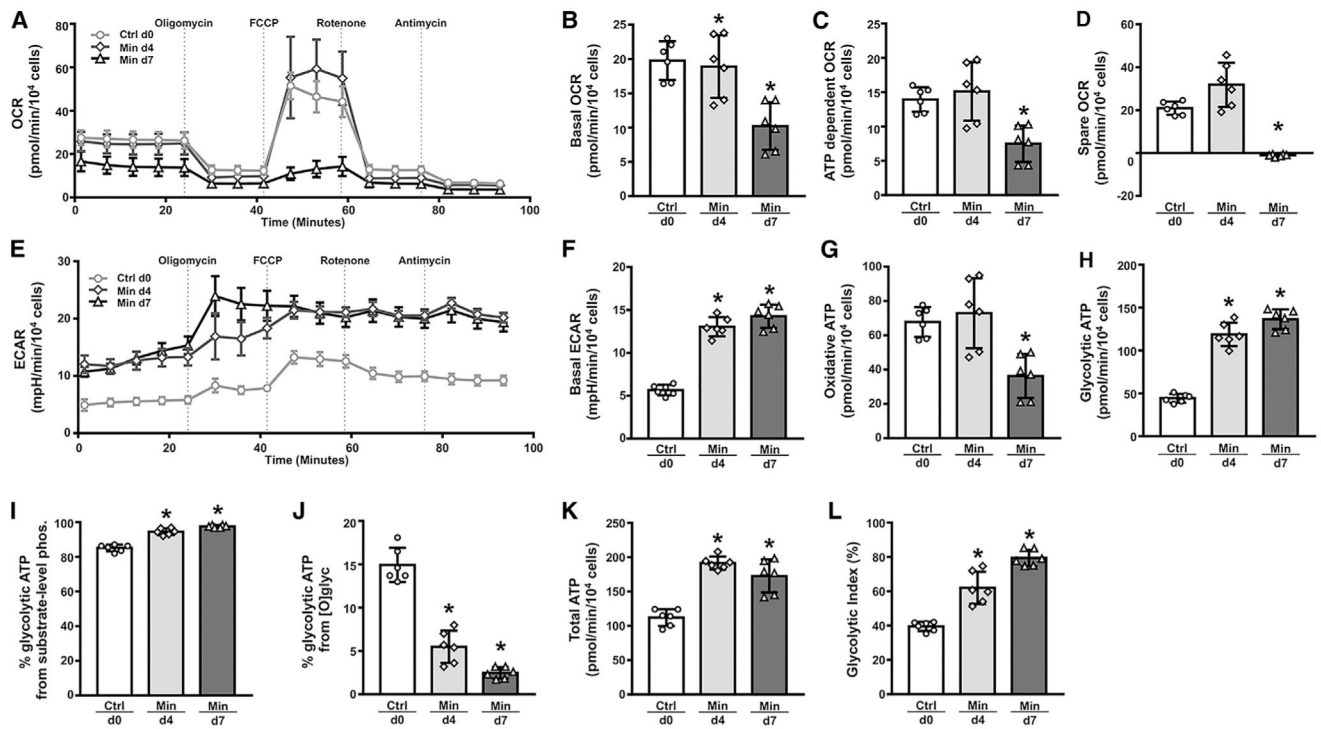 A
Oligomycin FCCP Rotenone Antimycin
Ctrl d0
Min d4
Min d7
OCR
(pmol/min/10⁴ cells)
80
60
40
20
0
0 20 40 60 80 100
Time (Minutes)
B
Basal OCR
(pmol/min/10⁴ cells)
25
20
15
10
5
0
*
*
Ctrl Min Min
d0 d4 d7
C
ATP dependent OCR
(pmol/min/10⁴ cells)
25
20
15
10
5
0
*
Ctrl Min Min
d0 d4 d7
D
Spare OCR
(pmol/min/10⁴ cells)
60
40
20
0
-20
*
Ctrl Min Min
d0 d4 d7
E
Oligomycin FCCP Rotenone Antimycin
Ctrl d0
Min d4
Min d7
ECAR
(mpH/min/10⁴ cells)
30
20
10
0
0 20 40 60 80 100
Time (Minutes)
F
Basal ECAR
(mpH/min/10⁴ cells)
20
15
10
5
0
* *
Ctrl Min Min
d0 d4 d7
G
Oxidative ATP
(pmol/min/10⁴ cells)
100
80
60
40
20
0
*
Ctrl Min Min
d0 d4 d7
H
Glycolytic ATP
(pmol/min/10⁴ cells)
200
150
100
50
0
* *
Ctrl Min Min
d0 d4 d7
I
% glycolytic ATP
from substrate-level phos.
100
80
60
40
20
0
* *
Ctrl Min Min
d0 d4 d7
J
% glycolytic ATP
from [O]glyc
20
15
10
5
0
*
*
Ctrl Min Min
d0 d4 d7
K
Total ATP
(pmol/min/10⁴ cells)
250
200
150
100
50
0
* *
Ctrl Min Min
d0 d4 d7
L
Glycolytic Index (%)
100
80
60
40
20
0
*
*
Ctrl Min Min
d0 d4 d7